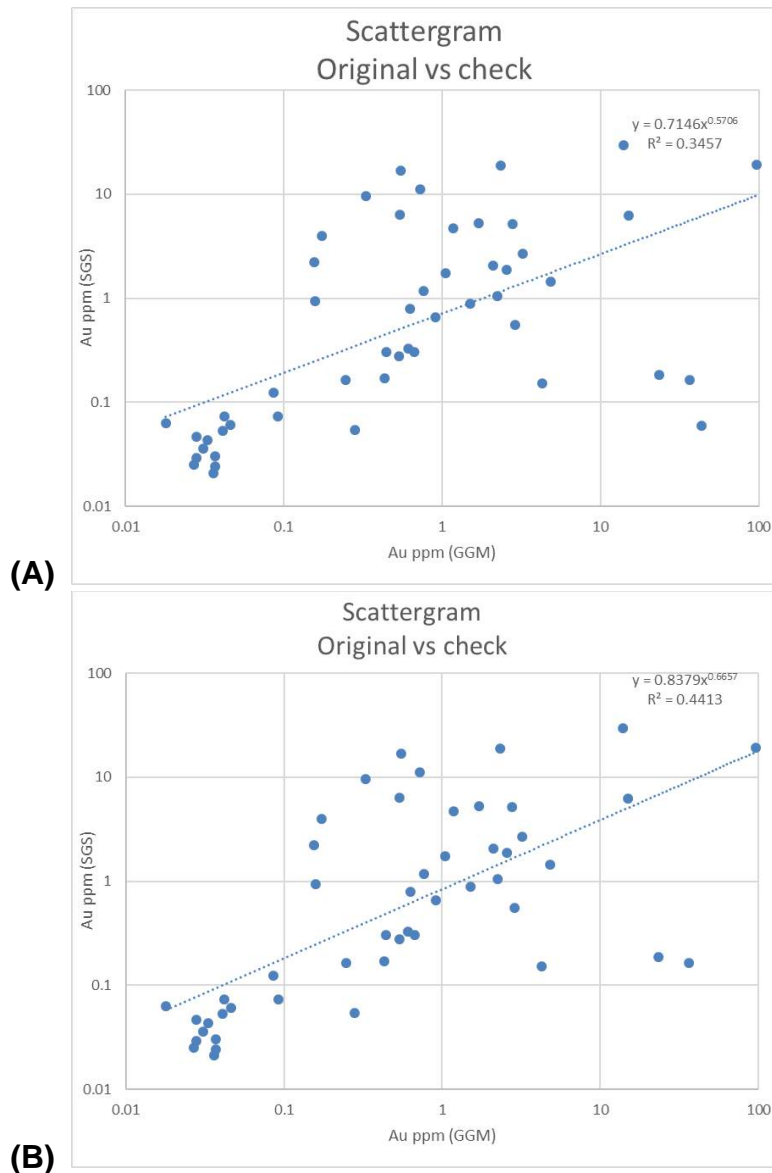 Scattergram
Original vs check
100
y = 0.7146x^0.5706
R² = 0.3457
10
Au ppm (SGS)
1
0.1
0.01
0.01 0.1 1 10 100
Au ppm (GGM)
(A)
Scattergram
Original vs check
100
y = 0.8379x^0.6657
R² = 0.4413
10
Au ppm (SGS)
1
0.1
0.01
0.01 0.1 1 10 100
Au ppm (GGM)
(B)